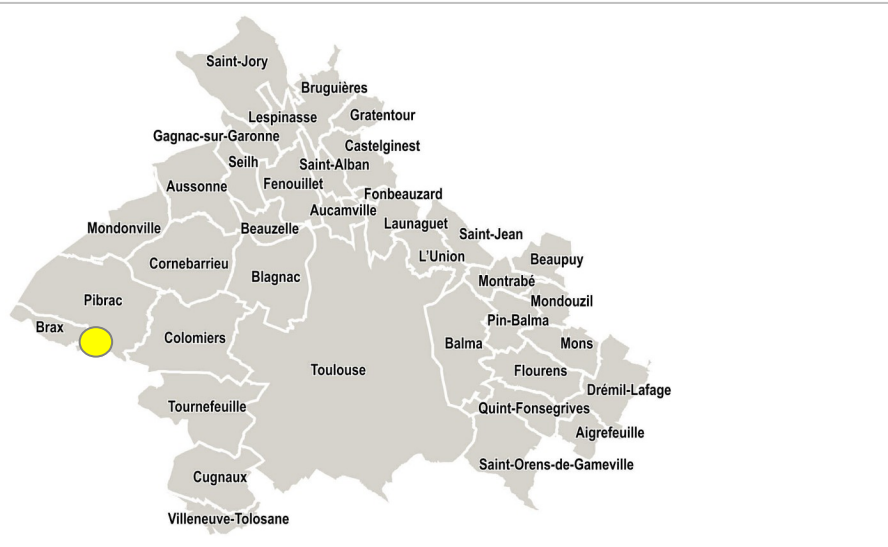 Saint-Jory
Bruguières
Lespinasse
Gratentour
Gagnac-sur-Garonne
Castelginest
Seilh
Saint-Alban
Aussonne
Fenouillet
Fonbeauzard
Aucamville
Launaguet
Mondonville
Beauzelle
Saint-Jean
L'Union
Beaupuy
Cornebarrieu
Blagnac
Montrabé
Pibrac
Mondouzil
Pin-Balma
Brax
Colomiers
Balma
Mons
Toulouse
Flourens
Drémil-Lafage
Tournefeuille
Quint-Fonsegrives
Aigrefeuille
Saint-Orens-de-Gameville
Cugnaux
Villeneuve-Tolosane